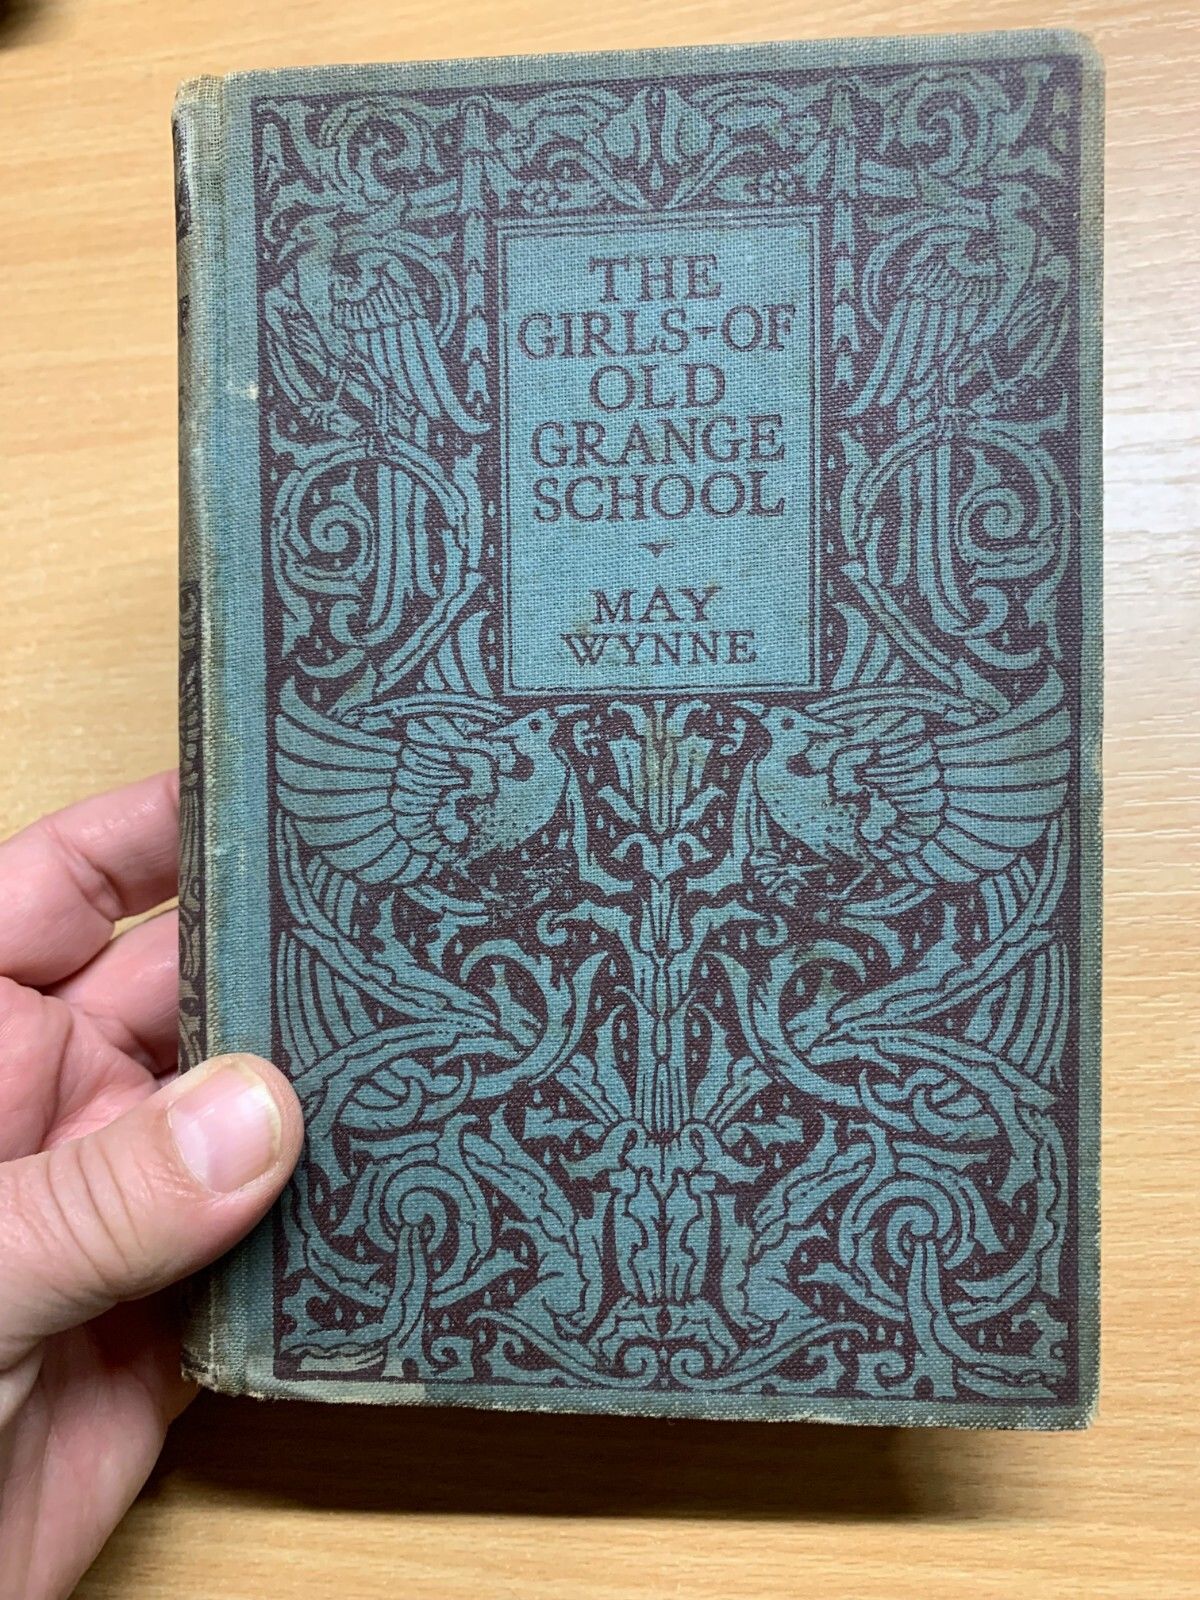 THE
GIRLS-OF
OLD
GRANGE
SCHOOL
MAY
WYNNE